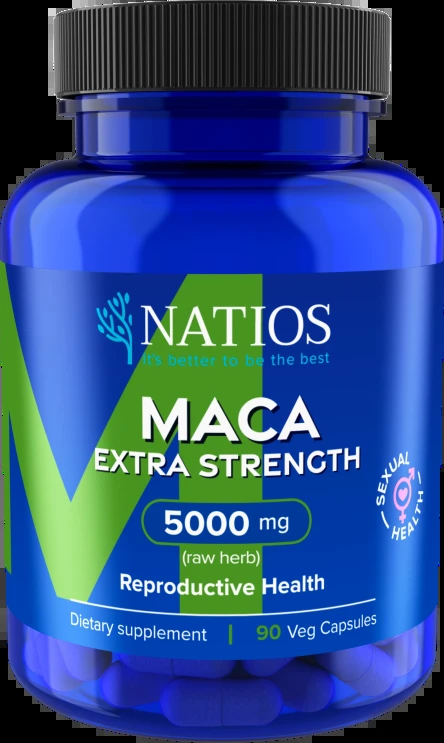 NATIOS
It's better to be the best
MACA
EXTRA STRENGTH
5000 mg
(raw herb)
Reproductive Health
SEXUAL
HEALTH
Dietary supplement | 90 Veg Capsules